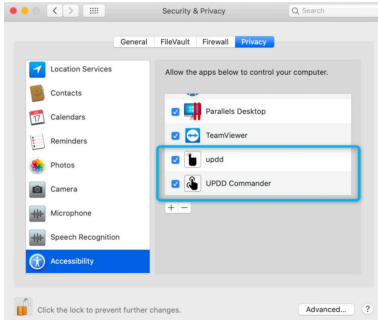 Security & Privacy
Search
General FileVault Firewall Privacy
Location Services
Contacts
17
Calendars
Reminders
Photos
Camera
Microphone
Speech Recognition
Accessibility
Allow the apps below to control your computer.
Parallels Desktop
TeamViewer
updd
UPDD Commander
+ −
Click the lock to prevent further changes.
Advanced...
?